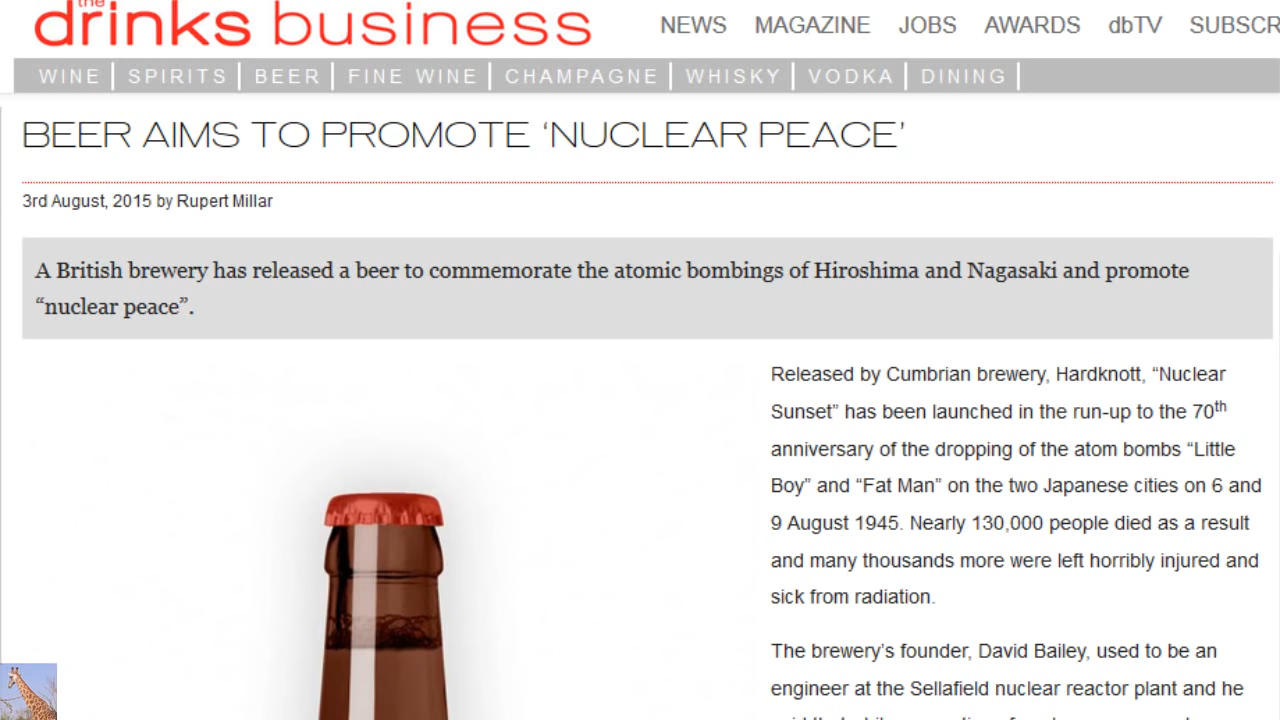 the
drinks business
NEWS MAGAZINE JOBS AWARDS dbTV SUBSCR
WINE SPIRITS BEER FINE WINE CHAMPAGNE WHISKY VODKA DINING
BEER AIMS TO PROMOTE ‘NUCLEAR PEACE’
3rd August, 2015 by Rupert Millar
A British brewery has released a beer to commemorate the atomic bombings of Hiroshima and Nagasaki and promote
“nuclear peace”.
Released by Cumbrian brewery, Hardknott, “Nuclear
Sunset” has been launched in the run-up to the 70th
anniversary of the dropping of the atom bombs “Little
Boy” and “Fat Man” on the two Japanese cities on 6 and
9 August 1945. Nearly 130,000 people died as a result
and many thousands more were left horribly injured and
sick from radiation.
The brewery’s founder, David Bailey, used to be an
engineer at the Sellafield nuclear reactor plant and he